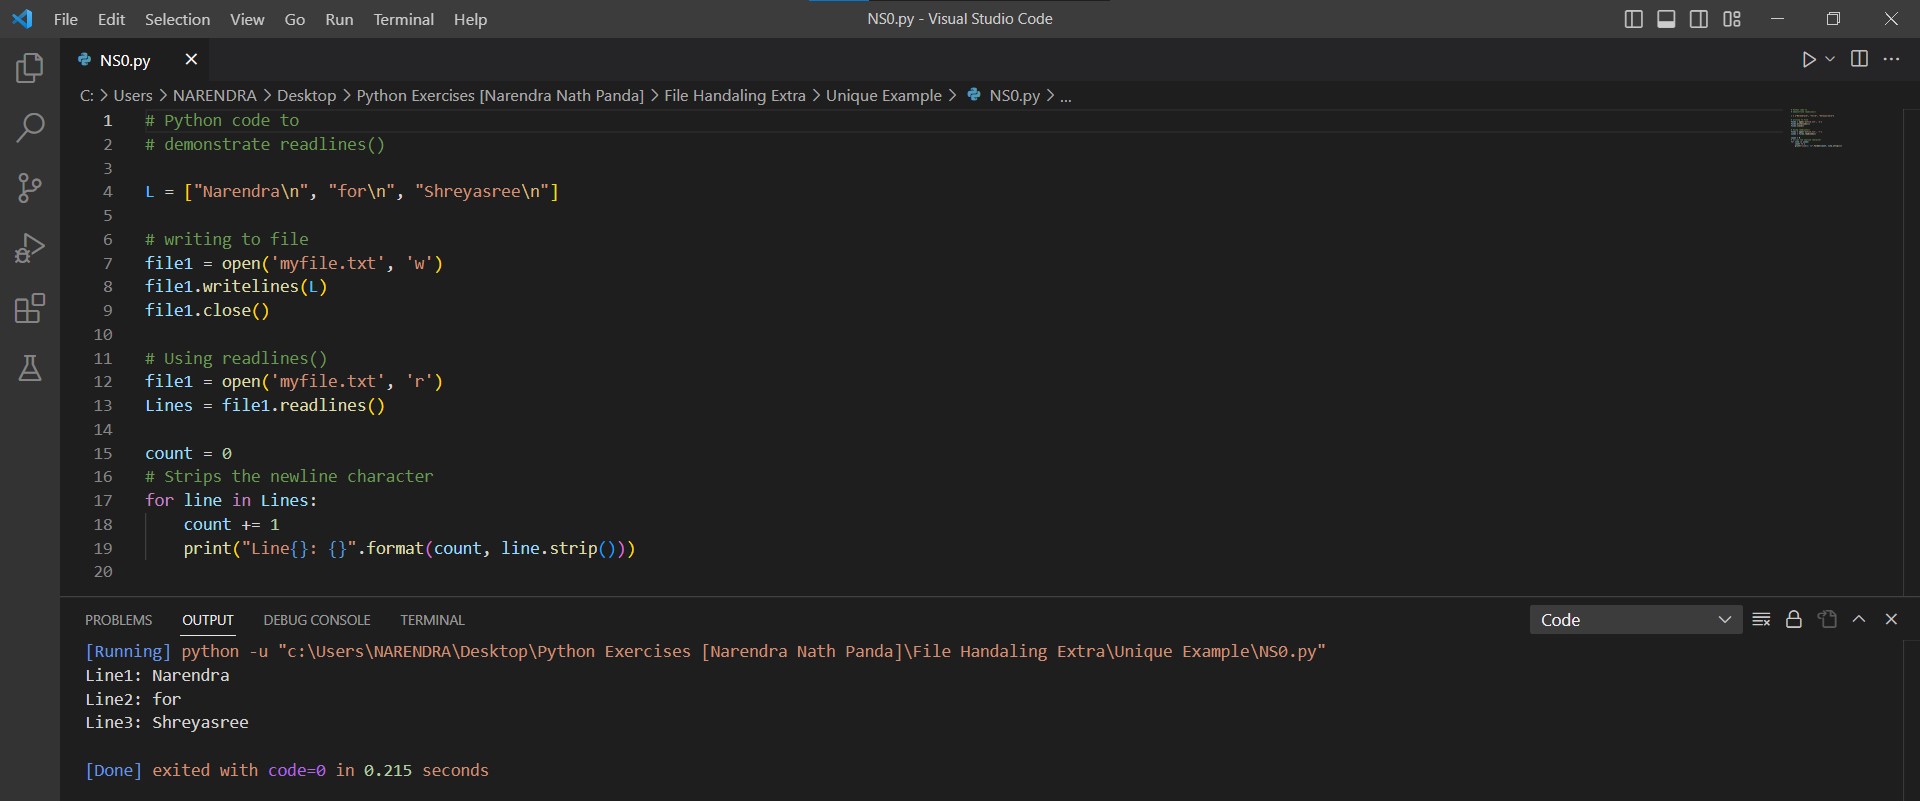 File Edit Selection View Go Run Terminal Help NS0.py - Visual Studio Code
NS0.py
C: > Users > NARENDRA > Desktop > Python Exercises [Narendra Nath Panda] > File Handaling Extra > Unique Example > NS0.py > ...
1 # Python code to
2 # demonstrate readlines()
3
4 L = ["Narendra\n", "for\n", "Shreyasree\n"]
5
6 # writing to file
7 file1 = open('myfile.txt', 'w')
8 file1.writelines(L)
9 file1.close()
10
11 # Using readlines()
12 file1 = open('myfile.txt', 'r')
13 Lines = file1.readlines()
14
15 count = 0
16 # Strips the newline character
17 for line in Lines:
18     count += 1
19     print("Line{}: {}".format(count, line.strip()))
20
PROBLEMS OUTPUT DEBUG CONSOLE TERMINAL Code
[Running] python -u "c:\Users\NARENDRA\Desktop\Python Exercises [Narendra Nath Panda]\File Handaling Extra\Unique Example\NS0.py"
Line1: Narendra
Line2: for
Line3: Shreyasree
[Done] exited with code=0 in 0.215 seconds